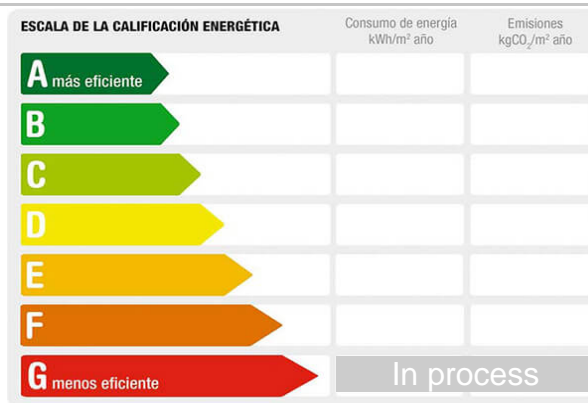 ESCALA DE LA CALIFICACIÓN ENERGÉTICA
Consumo de energía
kWh/m² año
Emisiones
kgCO₂/m² año
A más eficiente
B
C
D
E
F
G menos eficiente
In process